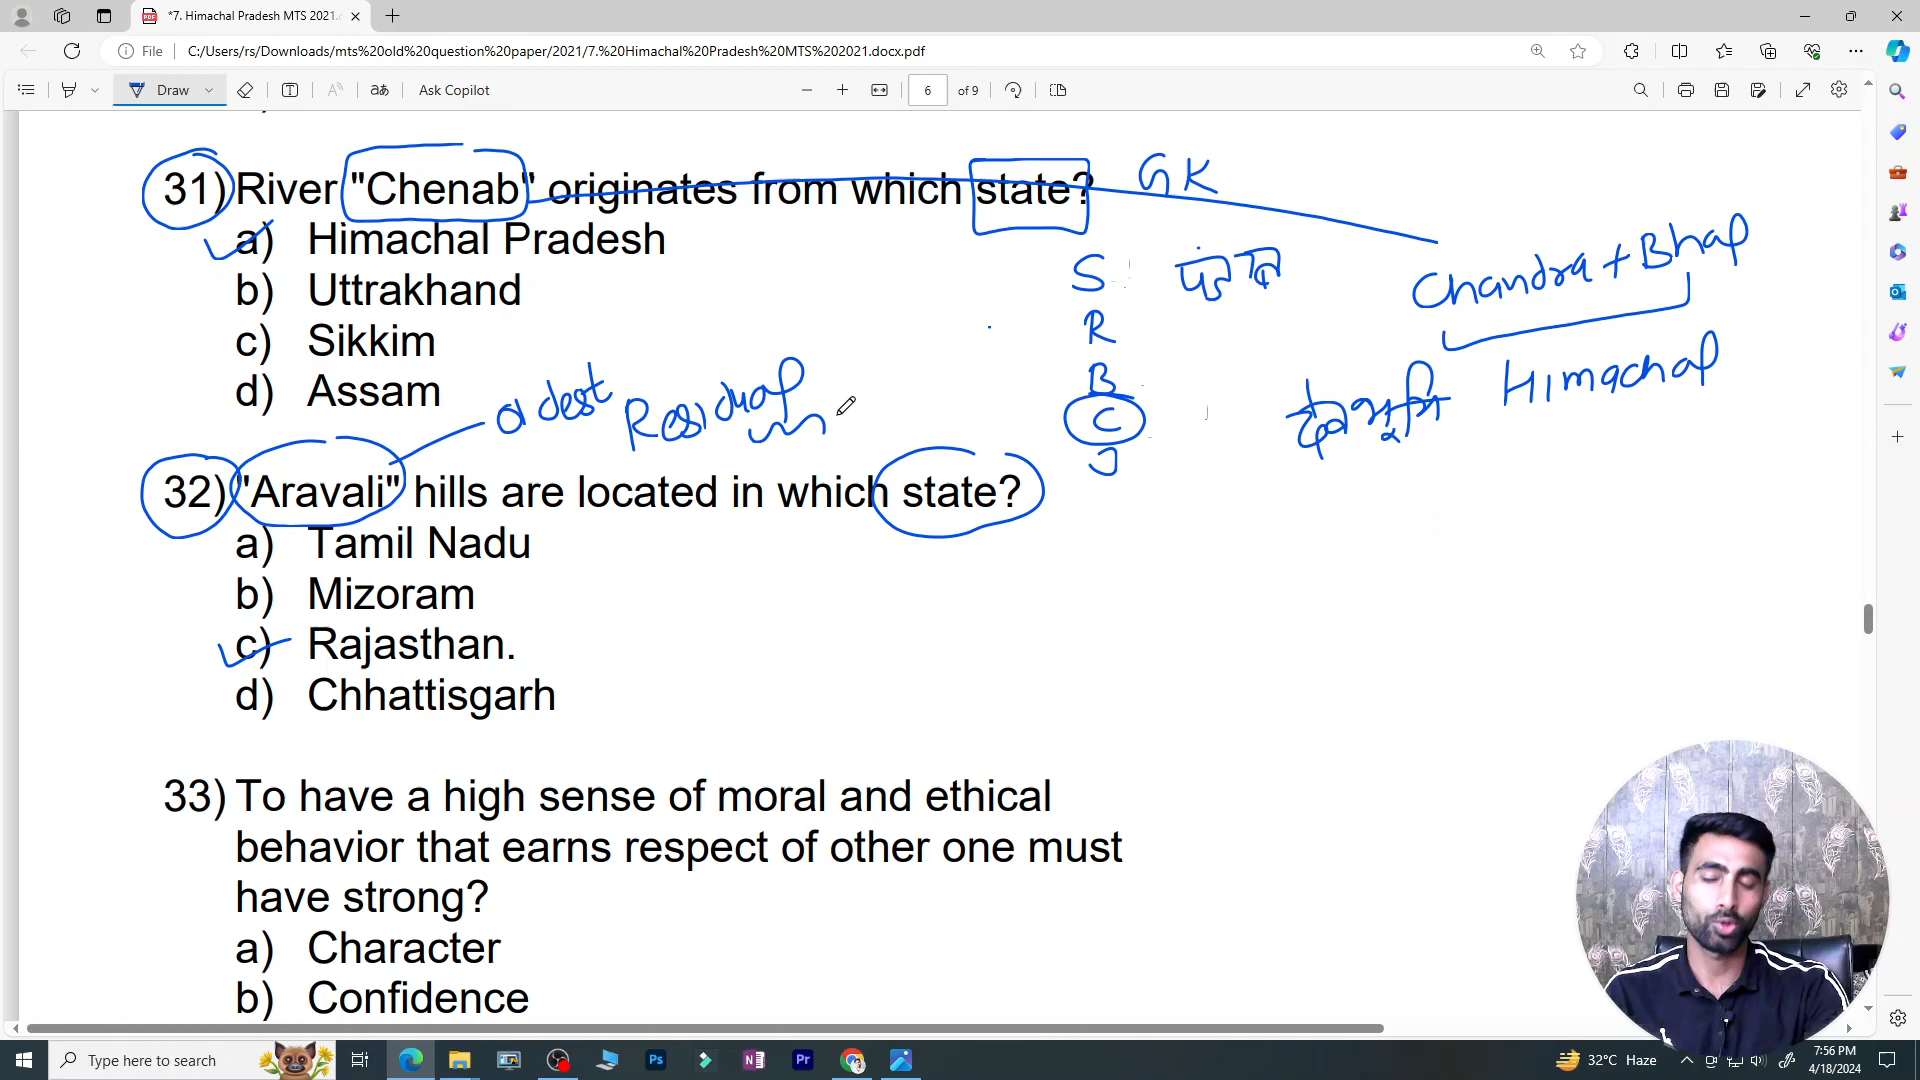 *7. Himachal Pradesh MTS 2021.
File
C:/Users/rs/Downloads/mts%20old%20question%20paper/2021/7.%20Himachal%20Pradesh%20MTS%202021.docx.pdf
Draw
aあ
Ask Copilot
6
of 9
31) River "Chenab" originates from which state?
GK
a) Himachal Pradesh
b) Uttrakhand
c) Sikkim
d) Assam
S
R
B
C
J
Chandra + Bhag
Himachal
oldest Residual
32) "Aravali" hills are located in which state?
a) Tamil Nadu
b) Mizoram
c) Rajasthan.
d) Chhattisgarh
33) To have a high sense of moral and ethical
behavior that earns respect of other one must
have strong?
a) Character
b) Confidence
Type here to search
32°C Haze
7:56 PM
4/18/2024